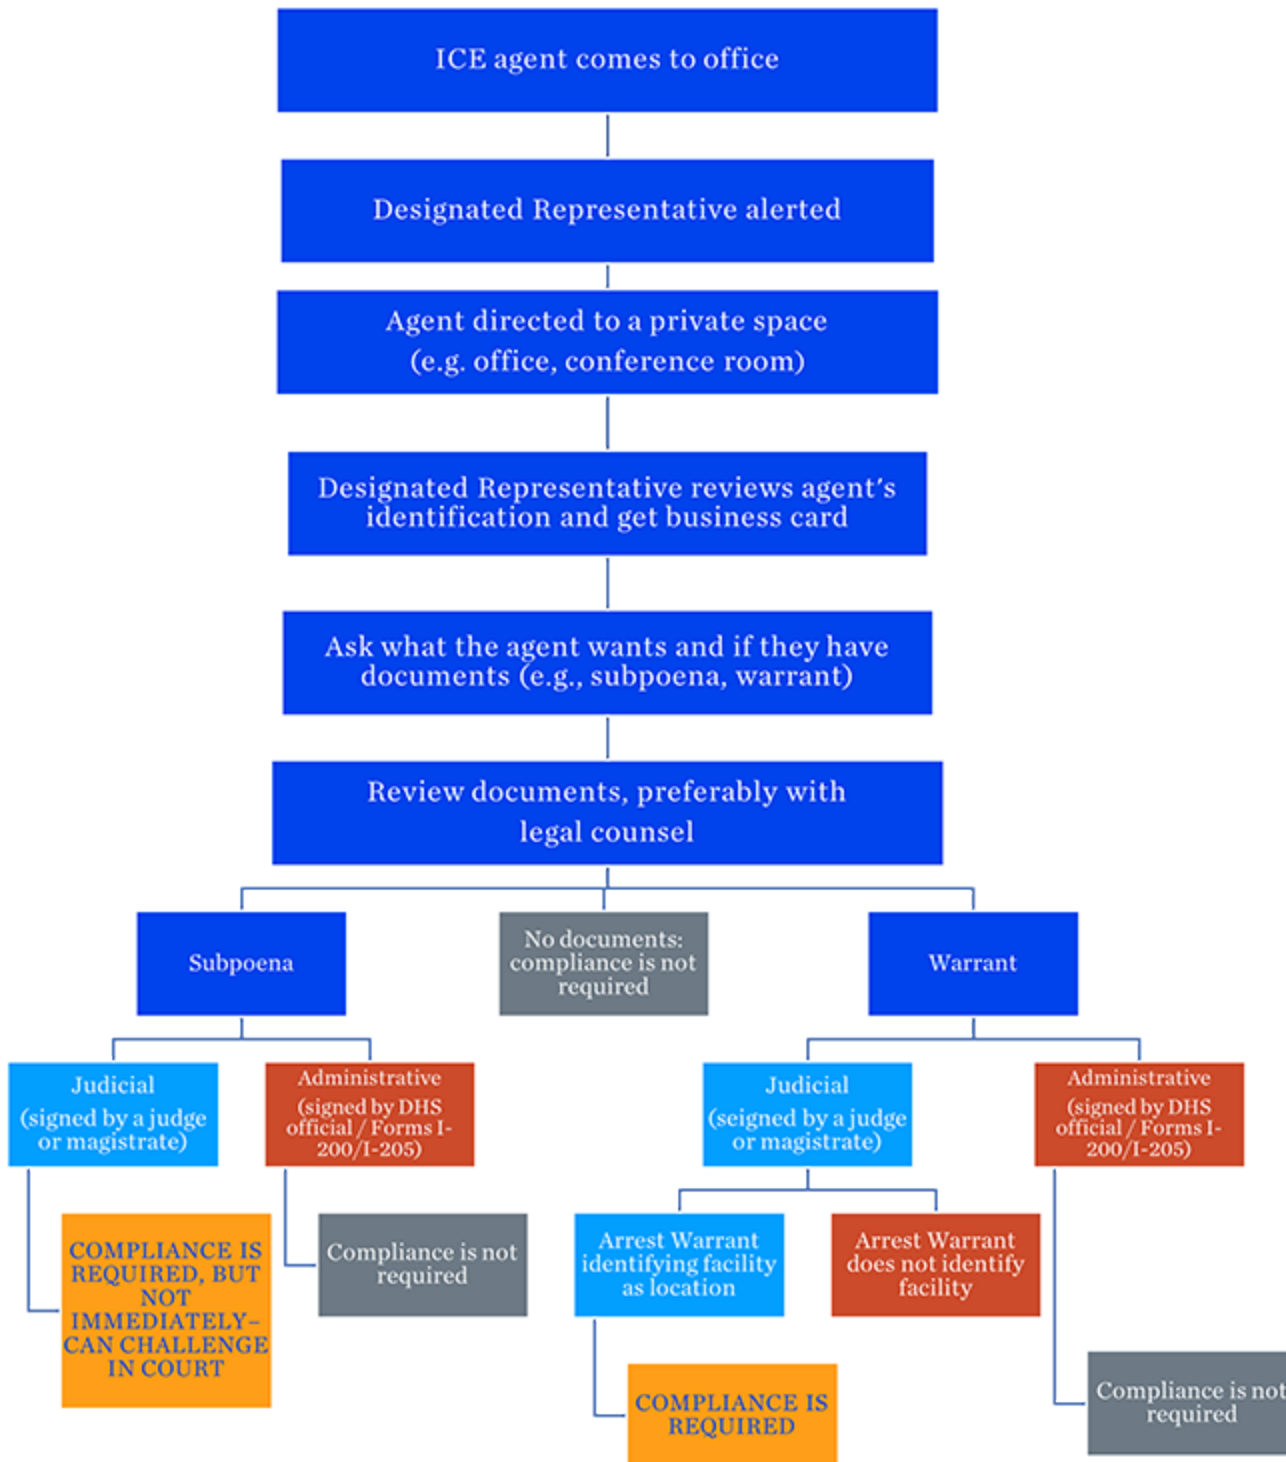 ICE agent comes to office
Designated Representative alerted
Agent directed to a private space
(e.g. office, conference room)
Designated Representative reviews agent's
identification and get business card
Ask what the agent wants and if they have
documents (e.g., subpoena, warrant)
Review documents, preferably with
legal counsel
Subpoena
No documents:
compliance is not
required
Warrant
Judicial
(signed by a judge
or magistrate)
Administrative
(signed by DHS
official / Forms I-
200/I-205)
Judicial
(seigned by a judge
or magistrate)
Administrative
(signed by DHS
official / Forms I-
200/I-205)
COMPLIANCE IS
REQUIRED, BUT
NOT
IMMEDIATELY–
CAN CHALLENGE
IN COURT
Compliance is not
required
Arrest Warrant
identifying facility
as location
Arrest Warrant
does not identify
facility
COMPLIANCE IS
REQUIRED
Compliance is not
required